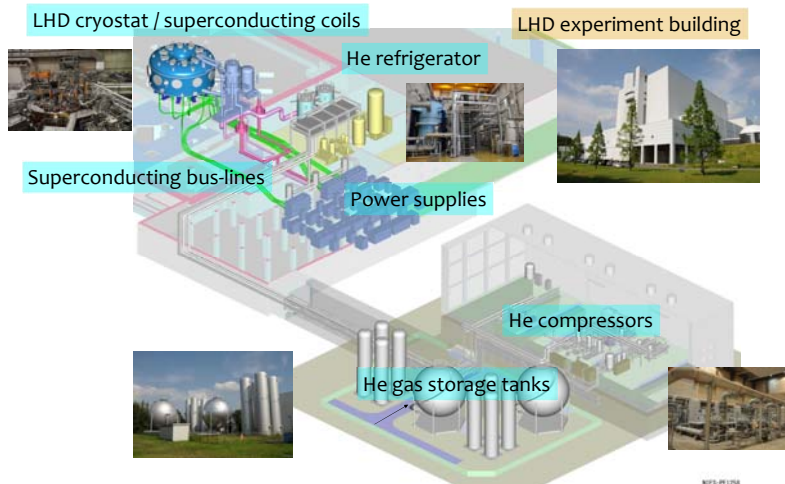 LHD cryostat / superconducting coils
LHD experiment building
He refrigerator
Superconducting bus-lines
Power supplies
He compressors
He gas storage tanks